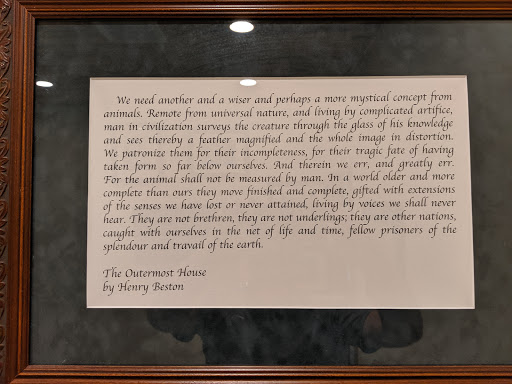 We need another and a wiser and perhaps a more mystical concept from
animals. Remote from universal nature, and living by complicated artifice,
man in civilization surveys the creature through the glass of his knowledge
and sees thereby a feather magnified and the whole image in distortion.
We patronize them for their incompleteness, for their tragic fate of having
taken form so far below ourselves. And therein we err, and greatly err.
For the animal shall not be measured by man. In a world older and more
complete than ours they move finished and complete, gifted with extensions
of the senses we have lost or never attained, living by voices we shall never
hear. They are not brethren, they are not underlings; they are other nations,
caught with ourselves in the net of life and time, fellow prisoners of the
splendour and travail of the earth.
The Outermost House
by Henry Beston